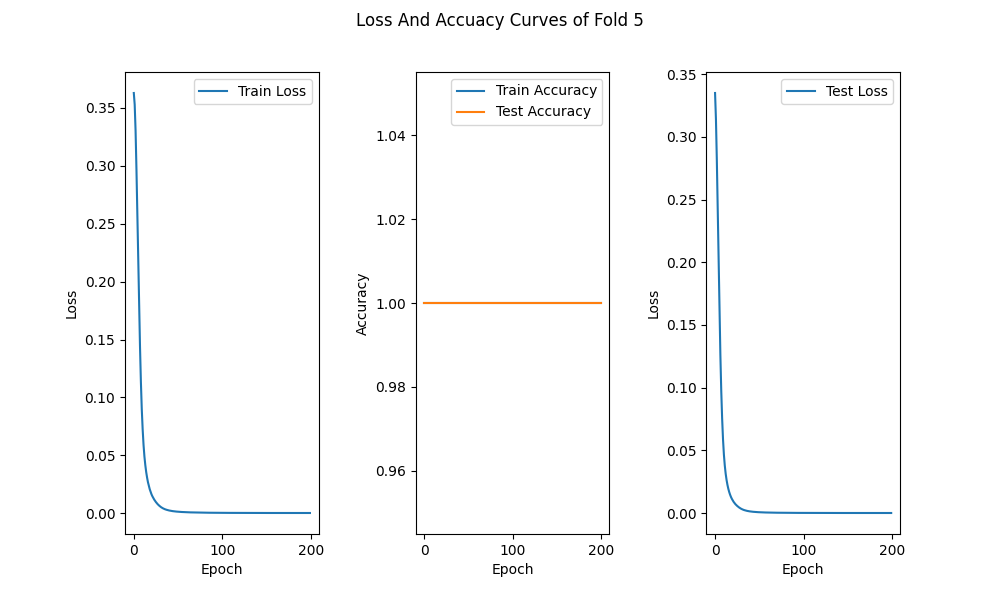 Loss And Accuacy Curves of Fold 5
Train Loss
0.35
0.30
0.25
0.20
0.15
0.10
0.05
0.00
Loss
0 100 200
Epoch
Train Accuracy
Test Accuracy
1.04
1.02
1.00
0.98
0.96
Accuracy
0 100 200
Epoch
Test Loss
0.35
0.30
0.25
0.20
0.15
0.10
0.05
0.00
Loss
0 100 200
Epoch